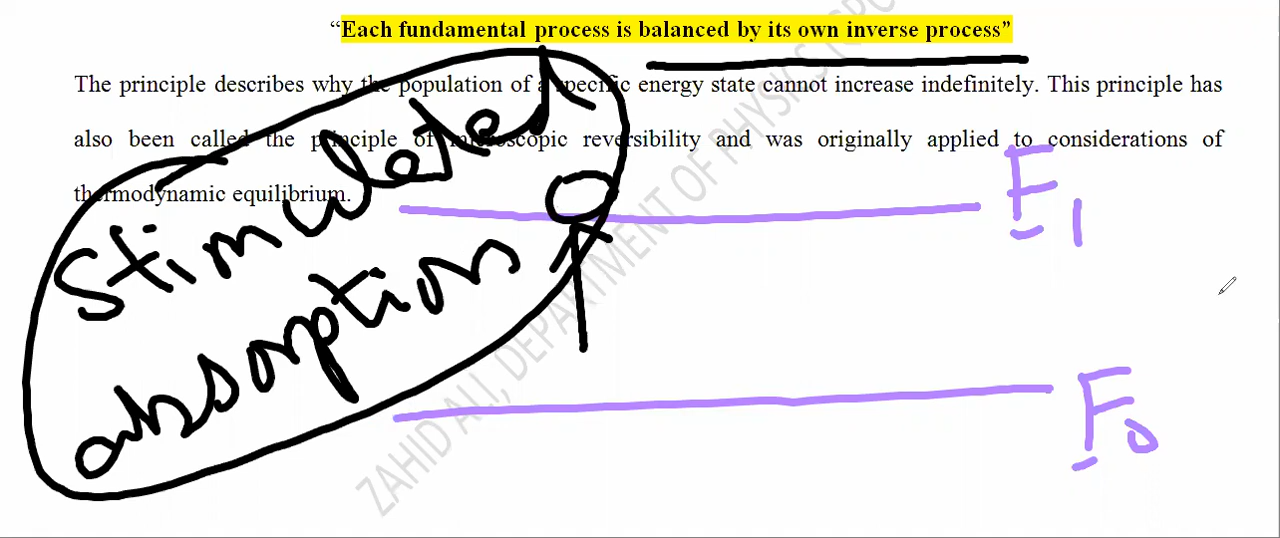 “Each fundamental process is balanced by its own inverse process”
The principle describes why the population of a specific energy state cannot increase indefinitely. This principle has
also been called the principle of microscopic reversibility and was originally applied to considerations of
thermodynamic equilibrium.
E1
Stimulated
absorption
E0
ZAHID ALI, DEPARTMENT OF PHYSICS